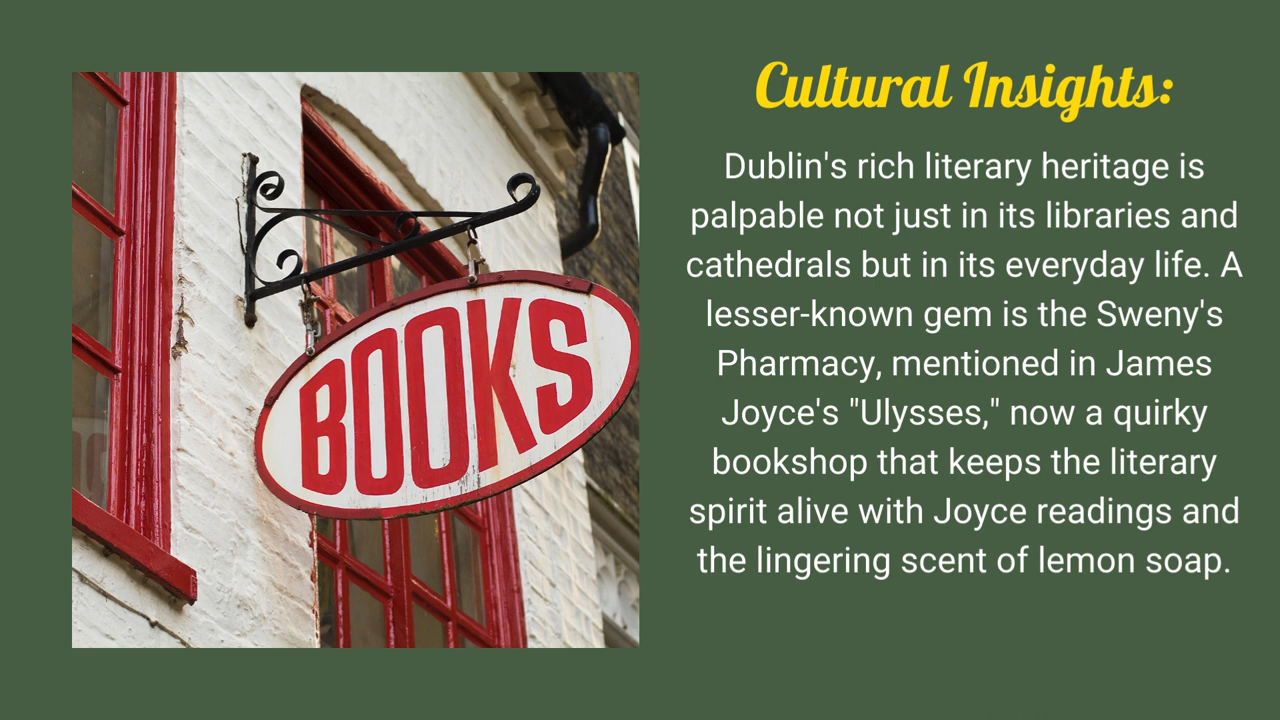 BOOKS
Cultural Insights:
Dublin's rich literary heritage is
palpable not just in its libraries and
cathedrals but in its everyday life. A
lesser-known gem is the Sweny's
Pharmacy, mentioned in James
Joyce's "Ulysses," now a quirky
bookshop that keeps the literary
spirit alive with Joyce readings and
the lingering scent of lemon soap.